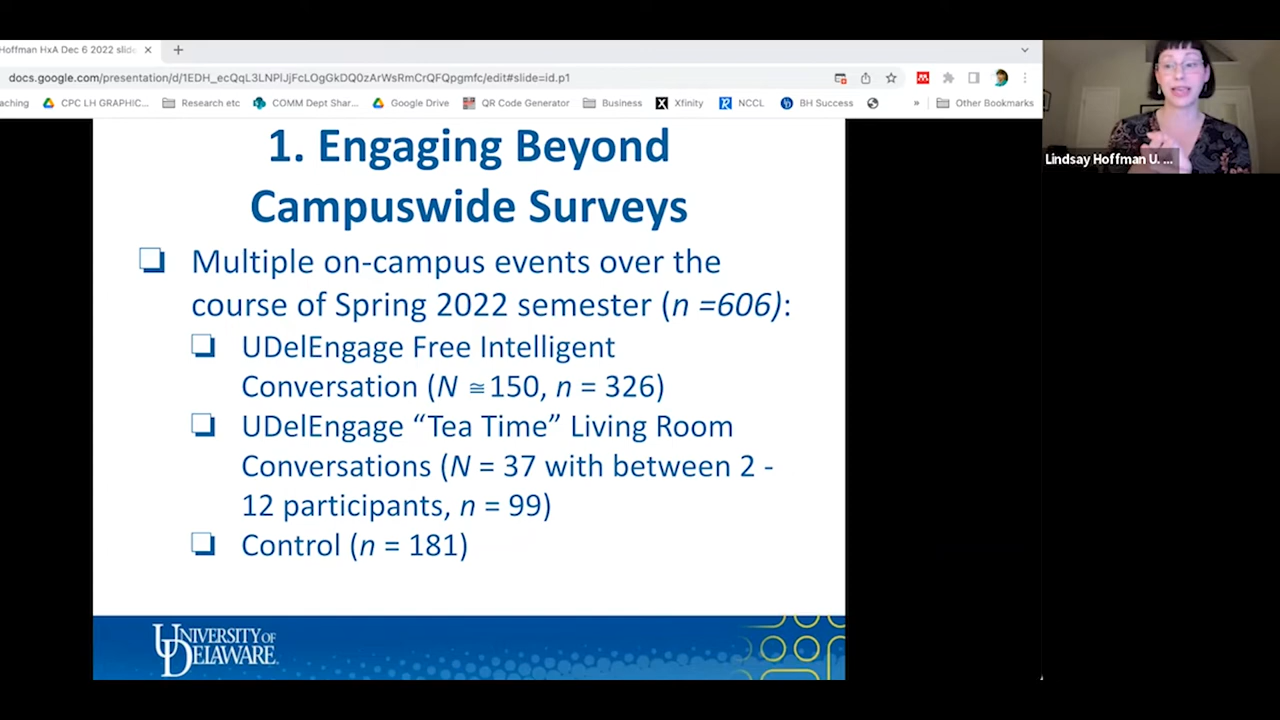 Hoffman HxA Dec 6 2022 slide
docs.google.com/presentation/d/1EDH_ecQqL3LNPlJjFcLOgGkDQ0zArWsRmCrQFQpgmfc/edit#slide=id.p1
aching CPC LH GRAPHIC... Research etc COMM Dept Shar... Google Drive QR Code Generator Business Xfinity NCCL BH Success » Other Bookmarks
1. Engaging Beyond
Campuswide Surveys
Multiple on-campus events over the
course of Spring 2022 semester (n =606):
UDelEngage Free Intelligent
Conversation (N ≅150, n = 326)
UDelEngage “Tea Time” Living Room
Conversations (N = 37 with between 2 -
12 participants, n = 99)
Control (n = 181)
UNIVERSITY OF
DELAWARE.
Lindsay Hoffman U. ...